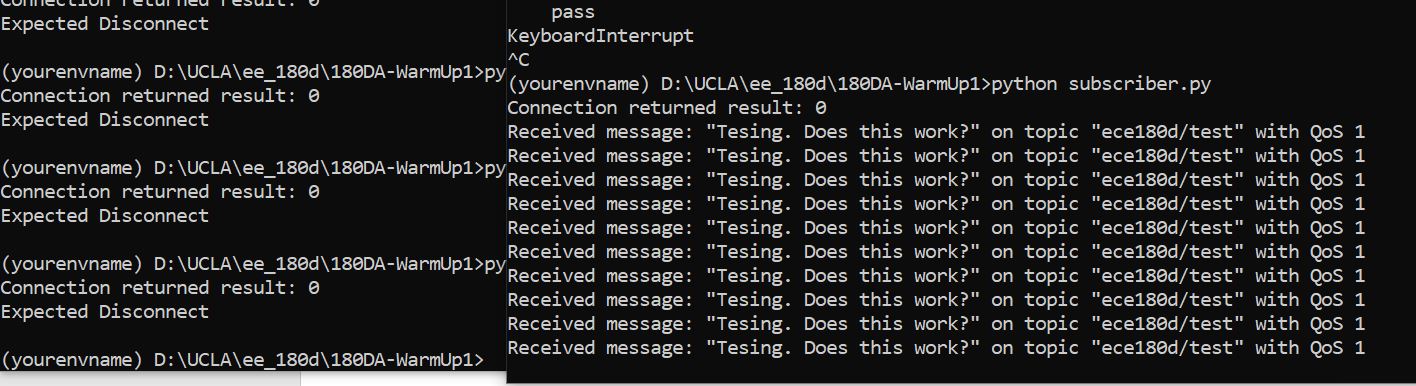 Connection returned result: 0
Expected Disconnect
(yourenvname) D:\UCLA\ee_180d\180DA-WarmUp1>py
Connection returned result: 0
Expected Disconnect
(yourenvname) D:\UCLA\ee_180d\180DA-WarmUp1>py
Connection returned result: 0
Expected Disconnect
(yourenvname) D:\UCLA\ee_180d\180DA-WarmUp1>py
Connection returned result: 0
Expected Disconnect
(yourenvname) D:\UCLA\ee_180d\180DA-WarmUp1>
pass
KeyboardInterrupt
^C
(yourenvname) D:\UCLA\ee_180d\180DA-WarmUp1>python subscriber.py
Connection returned result: 0
Received message: "Tesing. Does this work?" on topic "ece180d/test" with QoS 1
Received message: "Tesing. Does this work?" on topic "ece180d/test" with QoS 1
Received message: "Tesing. Does this work?" on topic "ece180d/test" with QoS 1
Received message: "Tesing. Does this work?" on topic "ece180d/test" with QoS 1
Received message: "Tesing. Does this work?" on topic "ece180d/test" with QoS 1
Received message: "Tesing. Does this work?" on topic "ece180d/test" with QoS 1
Received message: "Tesing. Does this work?" on topic "ece180d/test" with QoS 1
Received message: "Tesing. Does this work?" on topic "ece180d/test" with QoS 1
Received message: "Tesing. Does this work?" on topic "ece180d/test" with QoS 1
Received message: "Tesing. Does this work?" on topic "ece180d/test" with QoS 1